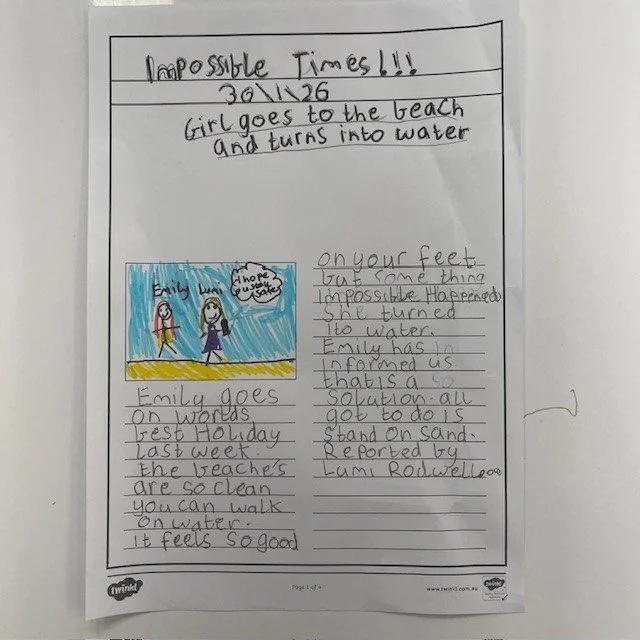 Impossible Times!!!
30\1\26
Girl goes to the beach
and turns into water
Emily Lumi
I hope
u stay
safe
Emily goes
on worlds
best Holiday
Last week.
the beache's
are so clean
you can walk
on water.
it feels so good
on your feet
but some thing
impossible Happened
She turned
ito water.
Emily has in
informed us
that is a so
Solution. all
got to do is
stand on sand.
Reported by
Lumi Rodwell
twinkl
Page 1 of 4
www.twinkl.com.au
twinkl